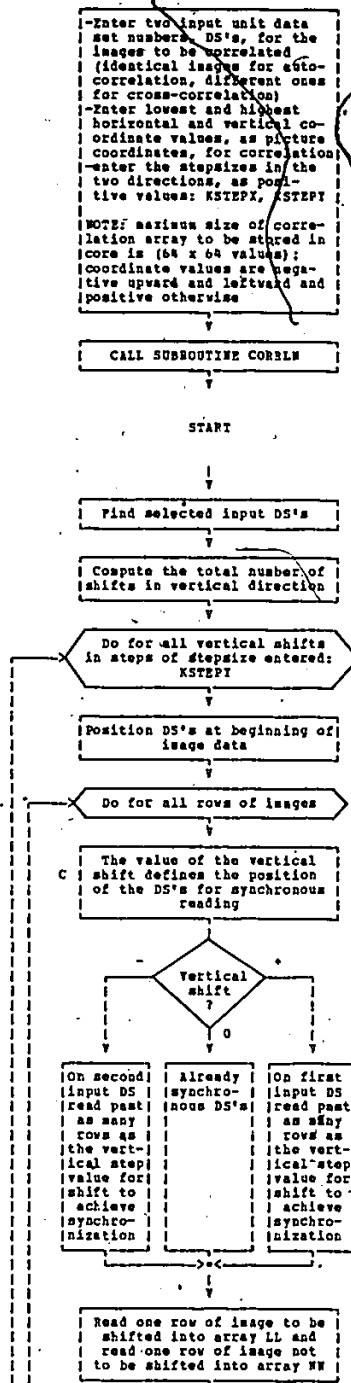 -Enter two input unit data
set numbers, DS's, for the
images to be correlated
(identical images for auto-
correlation, different ones
for cross-correlation)
-Enter lowest and highest
horizontal and vertical co-
ordinate values, as picture
coordinates, for correlation
-enter the stepsizes in the
two directions, as posi-
tive values: KSTEPX, KSTEPY
NOTE: maximum size of corre-
lation array to be stored in
core is (64 x 64 values);
coordinate values are nega-
tive upward and leftward and
positive otherwise
CALL SUBROUTINE CORRLN
START
Find selected input DS's
Compute the total number of
shifts in vertical direction
Do for all vertical shifts
in steps of stepsize entered:
KSTEPY
Position DS's at beginning of
image data
Do for all rows of images
C
The value of the vertical
shift defines the position
of the DS's for synchronous
reading
- +
Vertical
shift
?
0
On second
input DS
read past
as many
rows as
the vert-
ical step
value for
shift to
achieve
synchro-
nization
Already
synchro-
nous DS's
On first
input DS
read past
as many
rows as
the vert-
ical step
value for
shift to
achieve
synchro-
nization
Read one row of image to be
shifted into array LL and
read one row of image not
to be shifted into array NN